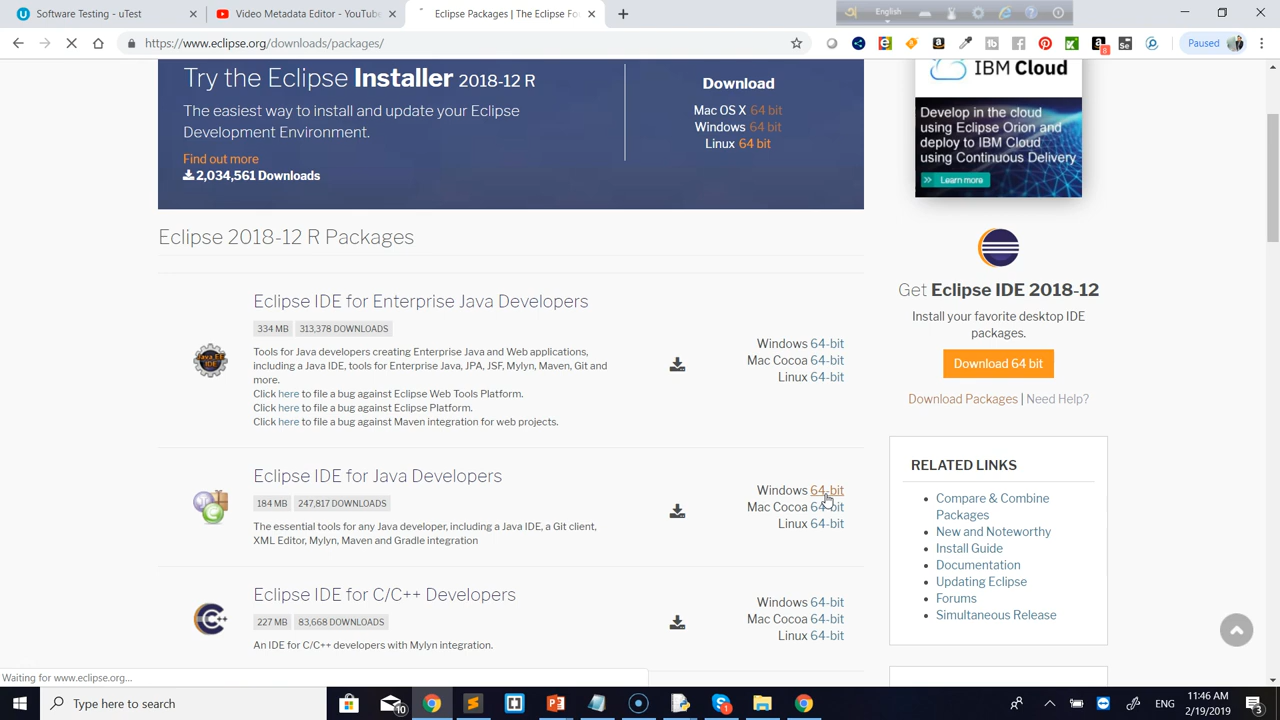 Software Testing - uTest
Video Metadata Editor - YouTube
Eclipse Packages | The Eclipse Fou
English
https://www.eclipse.org/downloads/packages/
Paused
Try the Eclipse Installer 2018-12 R
The easiest way to install and update your Eclipse
Development Environment.
Find out more
2,034,561 Downloads
Download
Mac OS X 64 bit
Windows 64 bit
Linux 64 bit
IBM Cloud
Develop in the cloud
using Eclipse Orion and
deploy to IBM Cloud
using Continuous Delivery
Learn more
Eclipse 2018-12 R Packages
Eclipse IDE for Enterprise Java Developers
334 MB 313,378 DOWNLOADS
Tools for Java developers creating Enterprise Java and Web applications,
including a Java IDE, tools for Enterprise Java, JPA, JSF, Mylyn, Maven, Git and
more.
Click here to file a bug against Eclipse Web Tools Platform.
Click here to file a bug against Eclipse Platform.
Click here to file a bug against Maven integration for web projects.
Windows 64-bit
Mac Cocoa 64-bit
Linux 64-bit
Eclipse IDE for Java Developers
184 MB 247,817 DOWNLOADS
The essential tools for any Java developer, including a Java IDE, a Git client,
XML Editor, Mylyn, Maven and Gradle integration
Windows 64-bit
Mac Cocoa 64-bit
Linux 64-bit
Eclipse IDE for C/C++ Developers
227 MB 83,668 DOWNLOADS
An IDE for C/C++ developers with Mylyn integration.
Windows 64-bit
Mac Cocoa 64-bit
Linux 64-bit
Get Eclipse IDE 2018-12
Install your favorite desktop IDE
packages.
Download 64 bit
Download Packages | Need Help?
RELATED LINKS
Compare & Combine
Packages
New and Noteworthy
Install Guide
Documentation
Updating Eclipse
Forums
Simultaneous Release
Waiting for www.eclipse.org...
Type here to search
10
1
ENG
11:46 AM
2/19/2019
3